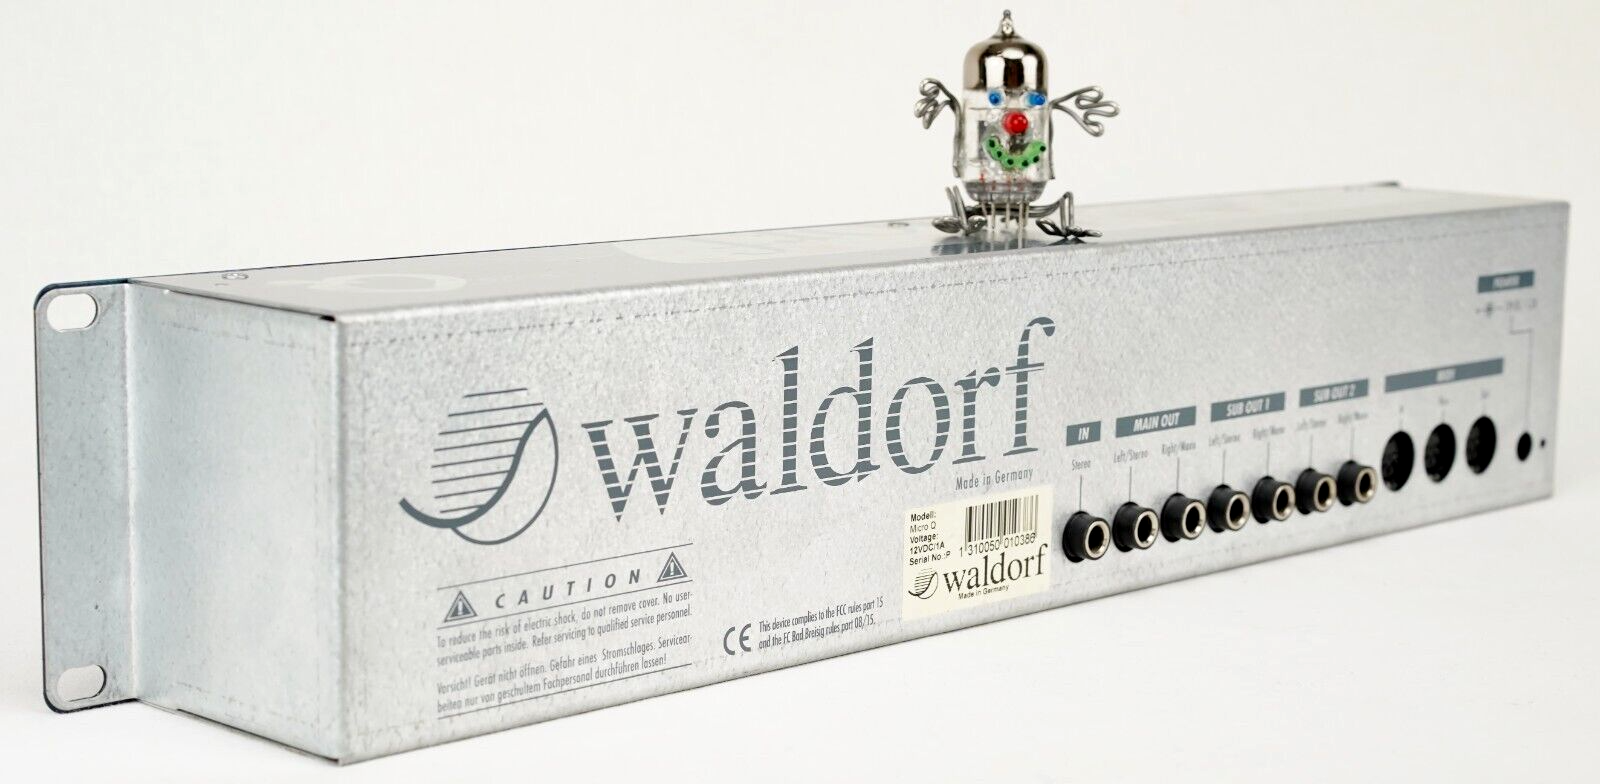 waldorf
Made in Germany
CAUTION
To reduce the risk of electric shock, do not remove cover. No user-
serviceable parts inside. Refer servicing to qualified service personnel.
Vorsicht! Gerät nicht öffnen. Gefahr eines Stromschlages. Servicear-
beiten nur von geschultem Fachpersonal durchführen lassen!
CE
This device complies to the FCC rules part 15
and the FC Bad Breisig rules part 08/15.
Modell:
Micro Q
Voltage:
12VDC/1A
Serial No.:P 1 310050 010386
waldorf
Made in Germany
IN
Stereo
MAIN OUT
Left/Stereo
Right/Mono
SUB OUT 1
Left/Stereo
Right/Mono
SUB OUT 2
Left/Stereo
Right/Mono
MIDI
POWER